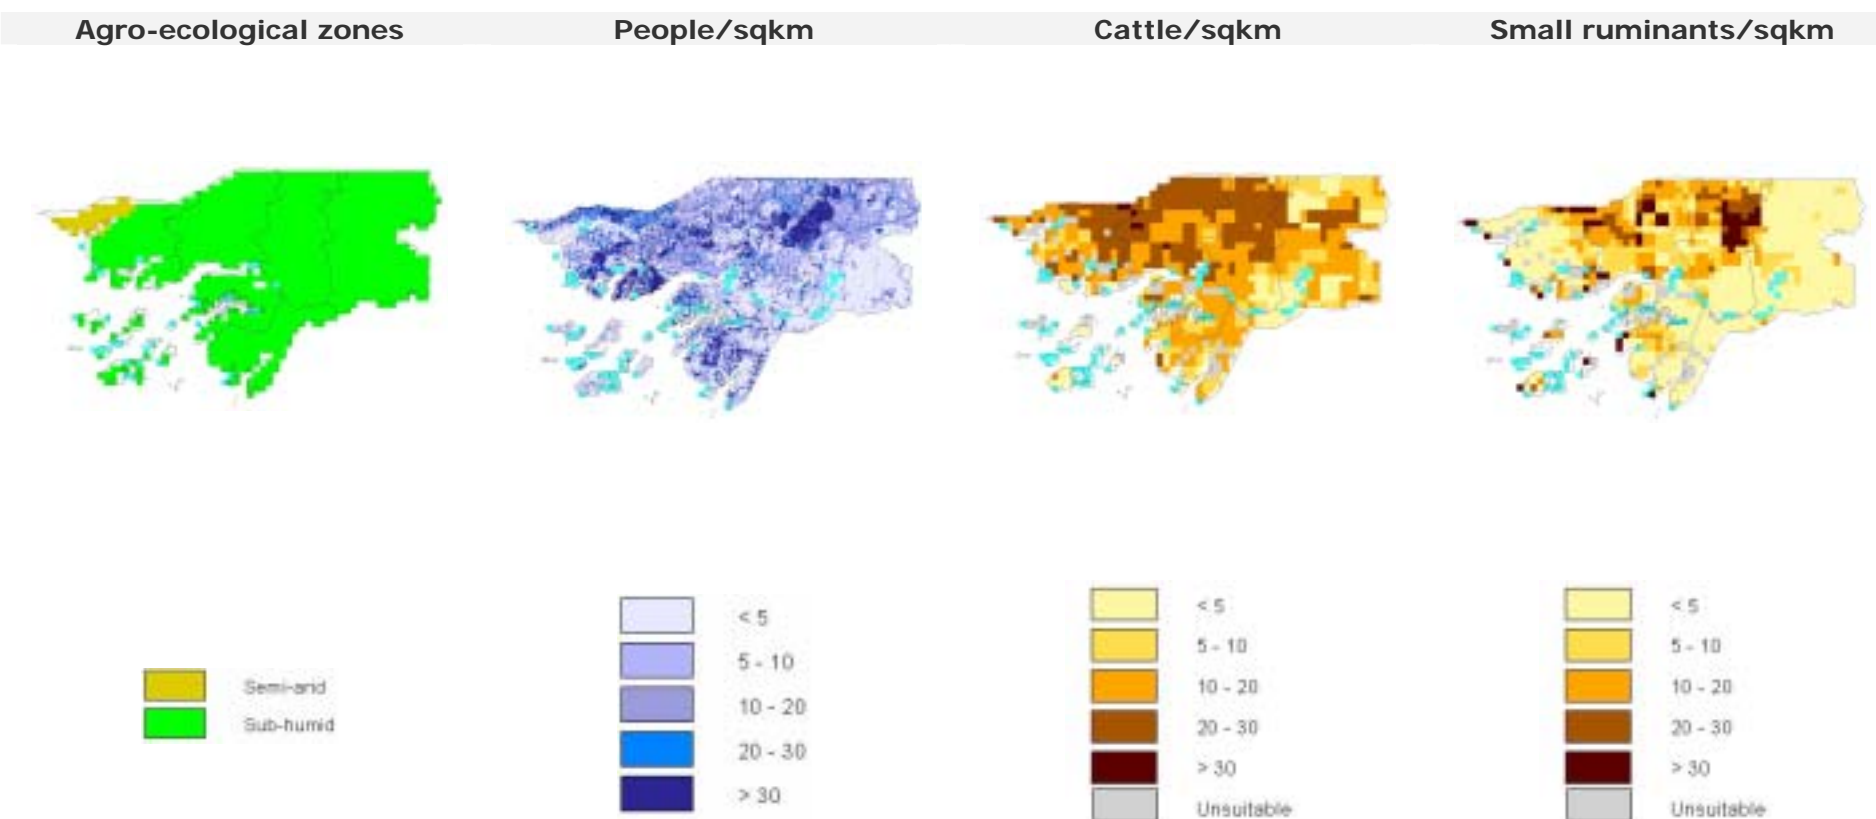 Agro-ecological zones
People/sqkm
Cattle/sqkm
Small ruminants/sqkm
Semi-arid
Sub-humid
< 5
5 - 10
10 - 20
20 - 30
> 30
< 5
5 - 10
10 - 20
20 - 30
> 30
Unsuitable
< 5
5 - 10
10 - 20
20 - 30
> 30
Unsuitable